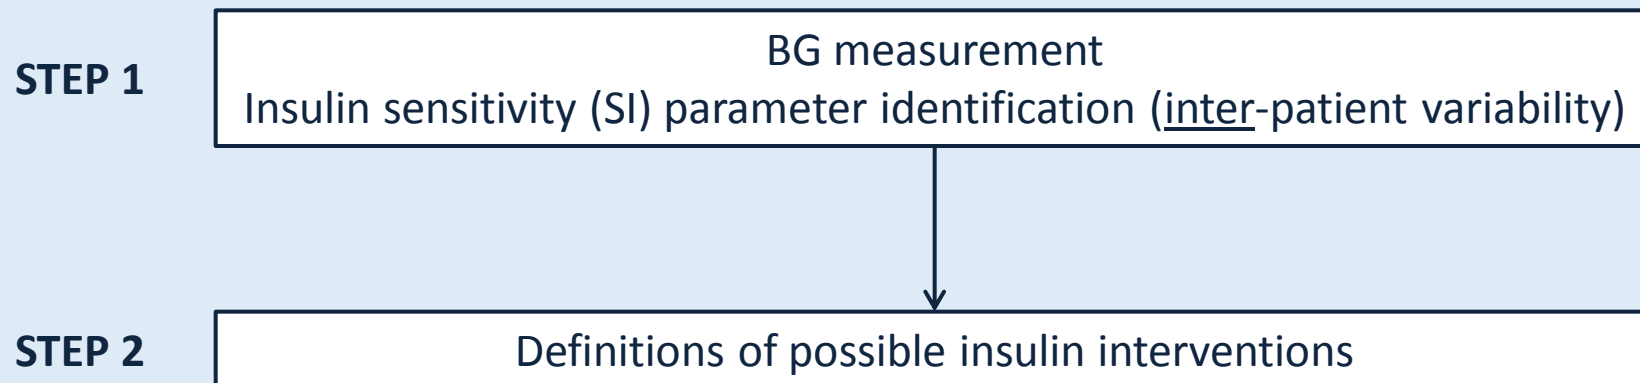 STEP 1
BG measurement
Insulin sensitivity (SI) parameter identification (inter-patient variability)
STEP 2
Definitions of possible insulin interventions